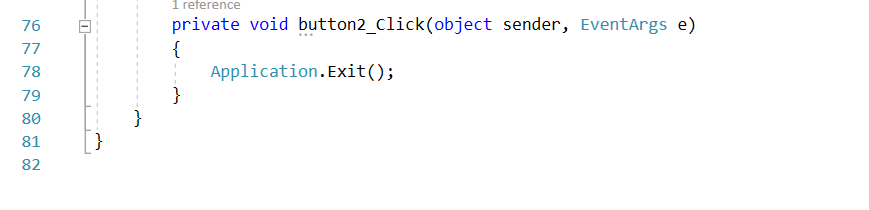 1 reference
76 private void button2_Click(object sender, EventArgs e)
77 {
78 Application.Exit();
79 }
80 }
81 }
82